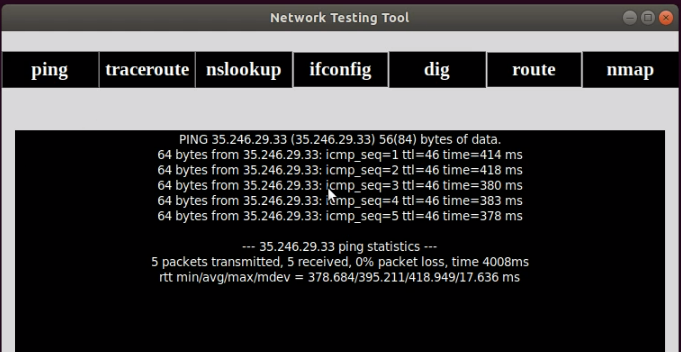 Network Testing Tool
ping traceroute nslookup ifconfig dig route nmap
PING 35.246.29.33 (35.246.29.33) 56(84) bytes of data.
64 bytes from 35.246.29.33: icmp_seq=1 ttl=46 time=414 ms
64 bytes from 35.246.29.33: icmp_seq=2 ttl=46 time=418 ms
64 bytes from 35.246.29.33: icmp_seq=3 ttl=46 time=380 ms
64 bytes from 35.246.29.33: icmp_seq=4 ttl=46 time=383 ms
64 bytes from 35.246.29.33: icmp_seq=5 ttl=46 time=378 ms
--- 35.246.29.33 ping statistics ---
5 packets transmitted, 5 received, 0% packet loss, time 4008ms
rtt min/avg/max/mdev = 378.684/395.211/418.949/17.636 ms